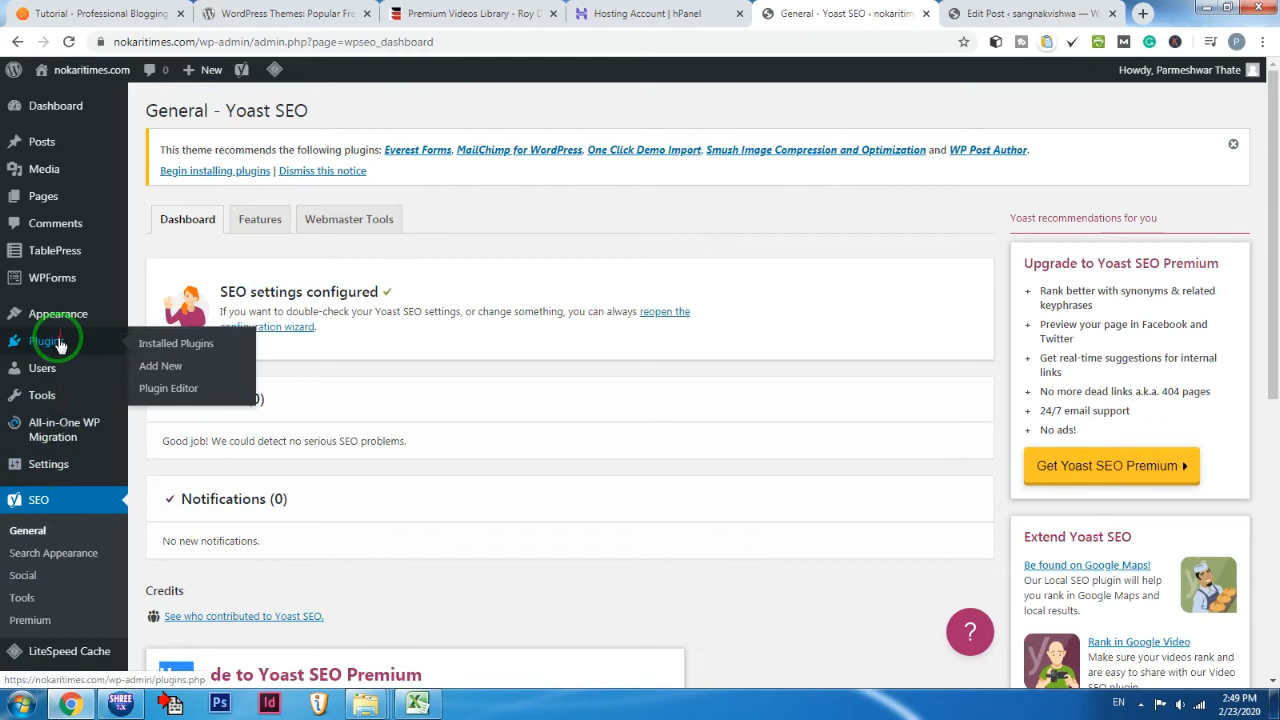 Tutorial - Professional Blogging
WordPress Themes: Popular Fre
Premium Videos Library - Roy D
Hosting Account | hPanel
General - Yoast SEO • nokaritimes
Edit Post ‹ sangnakvishwa — W
nokaritimes.com/wp-admin/admin.php?page=wpseo_dashboard
nokaritimes.com
0
New
Howdy, Parmeshwar Thate
Dashboard
Posts
Media
Pages
Comments
TablePress
WPForms
Appearance
Plugins
Installed Plugins
Add New
Plugin Editor
Users
Tools
All-in-One WP
Migration
Settings
SEO
General
Search Appearance
Social
Tools
Premium
LiteSpeed Cache
General - Yoast SEO
This theme recommends the following plugins: Everest Forms, MailChimp for WordPress, One Click Demo Import, Smush Image Compression and Optimization and WP Post Author.
Begin installing plugins | Dismiss this notice
Dashboard
Features
Webmaster Tools
SEO settings configured
If you want to double-check your Yoast SEO settings, or change something, you can always reopen the
configuration wizard.
0)
Good job! We could detect no serious SEO problems.
Notifications (0)
No new notifications.
Credits
See who contributed to Yoast SEO.
de to Yoast SEO Premium
Yoast recommendations for you
Upgrade to Yoast SEO Premium
+ Rank better with synonyms & related
keyphrases
+ Preview your page in Facebook and
Twitter
+ Get real-time suggestions for internal
links
+ No more dead links a.k.a. 404 pages
+ 24/7 email support
+ No ads!
Get Yoast SEO Premium
Extend Yoast SEO
Be found on Google Maps!
Our Local SEO plugin will help
you rank in Google Maps and
local results.
Rank in Google Video
Make sure your videos rank and
are easy to share with our Video
SEO plugin
?
https://nokaritimes.com/wp-admin/plugins.php
SHREE
Ps
Id
EN
2:49 PM
2/23/2020